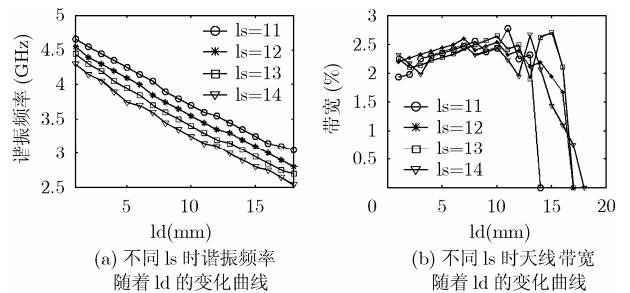 5
4.5
4
3.5
3
2.5
谐振频率 (GHz)
ls=11
ls=12
ls=13
ls=14
5
10
15
ld(mm)
(a) 不同 ls 时谐振频率
随着 ld 的变化曲线
3
2.5
2
1.5
1
0.5
0
带宽 (%)
ls=11
ls=12
ls=13
ls=14
5
10
15
20
ld(mm)
(b) 不同 ls 时天线带宽
随着 ld 的变化曲线